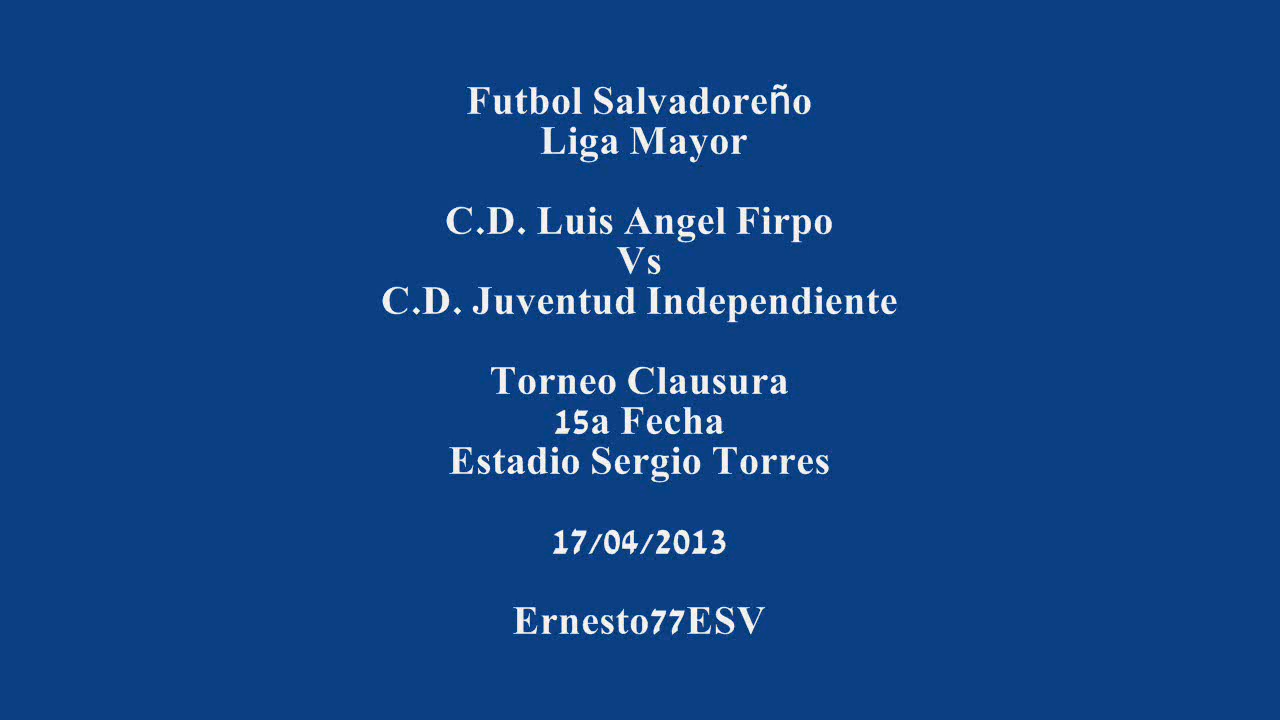 Futbol Salvadoreño
Liga Mayor
C.D. Luis Angel Firpo
Vs
C.D. Juventud Independiente
Torneo Clausura
15a Fecha
Estadio Sergio Torres
17/04/2013
Ernesto77ESV